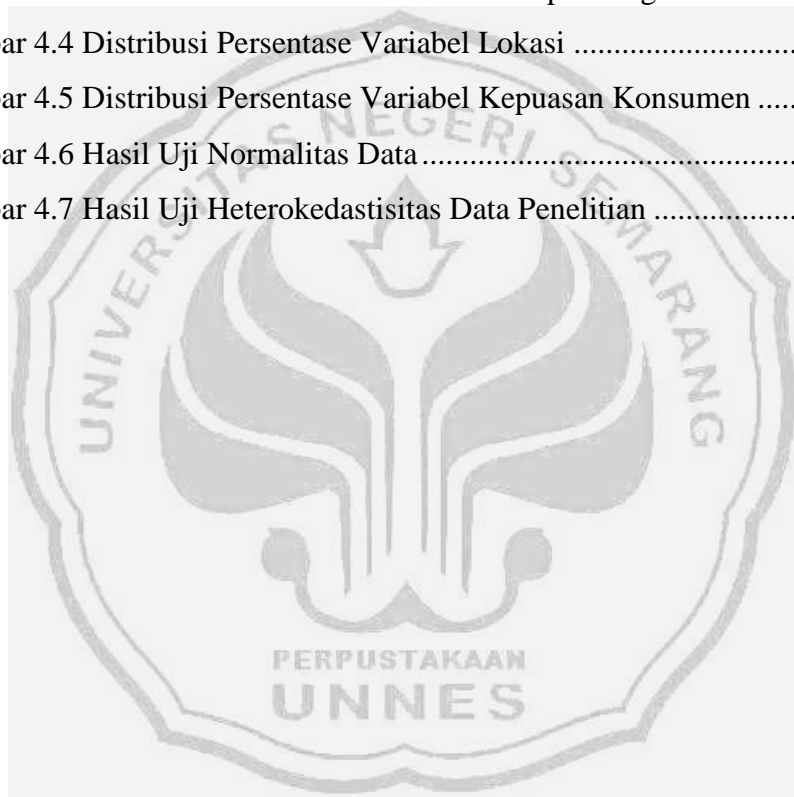 ar 4.4 Distribusi Persentase Variabel Lokasi ............................
ar 4.5 Distribusi Persentase Variabel Kepuasan Konsumen .....
ar 4.6 Hasil Uji Normalitas Data...............................................
ar 4.7 Hasil Uji Heterokedastisitas Data Penelitian ..................
UNIVERSITAS NEGERI SEMARANG
PERPUSTAKAAN
UNNES